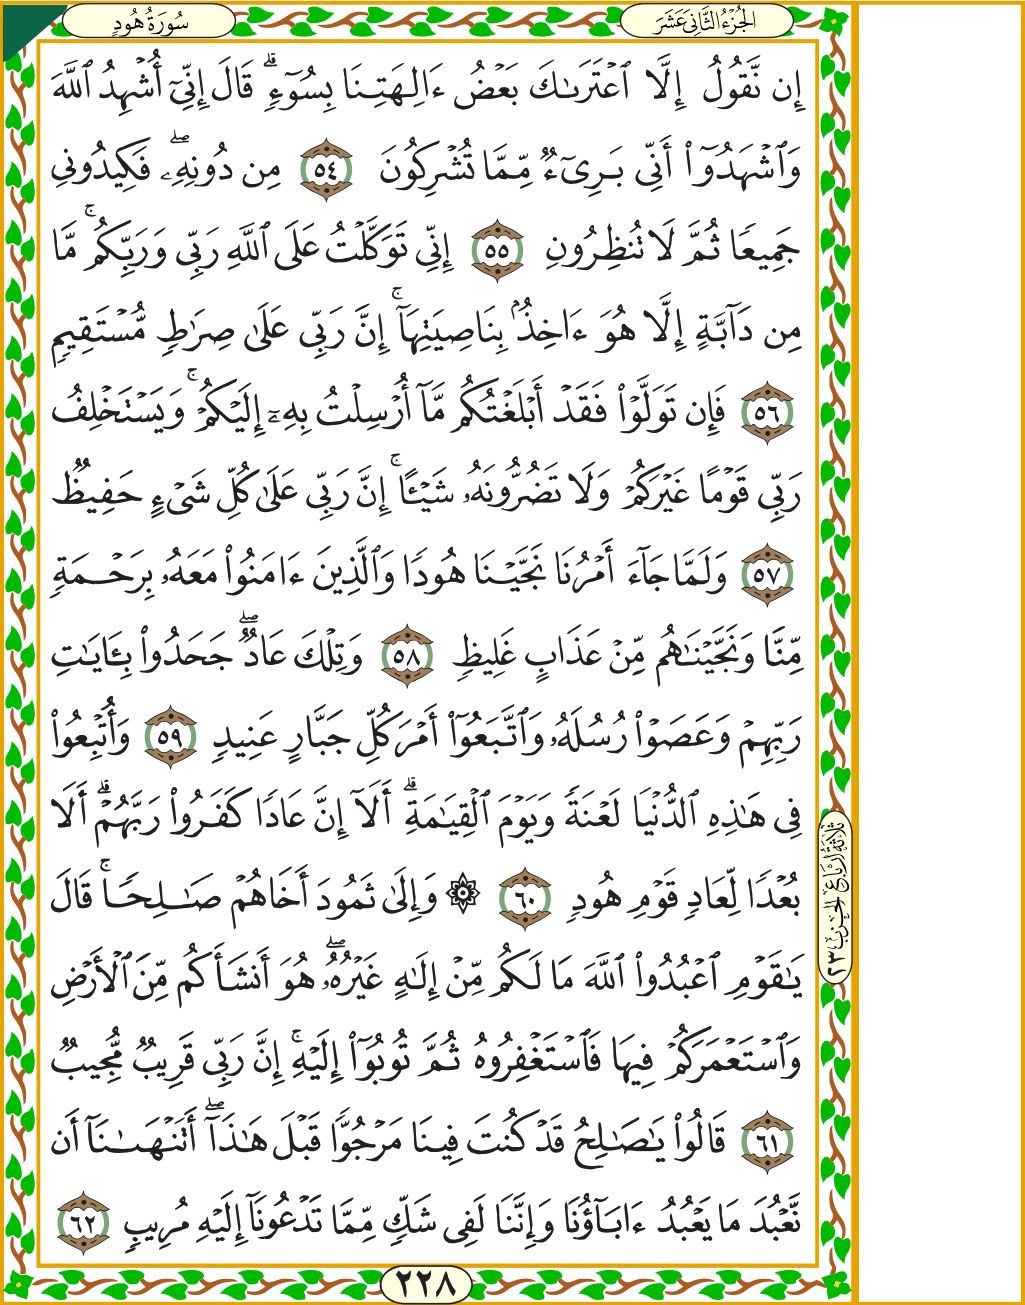 سُورَةُ هُودٍ
الجُزْءُ الثَّانِيَ عَشَرَ
إِن نَّقُولُ إِلَّا ٱعۡتَرَىٰكَ بَعۡضُ ءَالِهَتِنَا بِسُوٓءٖۗ قَالَ إِنِّيٓ أُشۡهِدُ ٱللَّهَ
وَٱشۡهَدُوٓاْ أَنِّي بَرِيٓءٞ مِّمَّا تُشۡرِكُونَ ٥٤ مِن دُونِهِۦۖ فَكِيدُونِي
جَمِيعٗا ثُمَّ لَا تُنظِرُونِ ٥٥ إِنِّي تَوَكَّلۡتُ عَلَى ٱللَّهِ رَبِّي وَرَبِّكُمۚ مَّا
مِن دَآبَّةٍ إِلَّا هُوَ ءَاخِذُۢ بِنَاصِيَتِهَآۚ إِنَّ رَبِّي عَلَىٰ صِرَٰطٖ مُّسۡتَقِيمٖ
٥٦ فَإِن تَوَلَّوۡاْ فَقَدۡ أَبۡلَغۡتُكُم مَّآ أُرۡسِلۡتُ بِهِۦٓ إِلَيۡكُمۡۚ وَيَسۡتَخۡلِفُ
رَبِّي قَوۡمًا غَيۡرَكُمۡ وَلَا تَضُرُّونَهُۥ شَيۡـًٔاۚ إِنَّ رَبِّي عَلَىٰ كُلِّ شَيۡءٍ حَفِيظٞ
٥٧ وَلَمَّا جَآءَ أَمۡرُنَا نَجَّيۡنَا هُودٗا وَٱلَّذِينَ ءَامَنُواْ مَعَهُۥ بِرَحۡمَةٖ
مِّنَّا وَنَجَّيۡنَٰهُم مِّنۡ عَذَابٍ غَلِيظٖ ٥٨ وَتِلۡكَ عَادٞۖ جَحَدُواْ بِـَٔايَٰتِ
رَبِّهِمۡ وَعَصَوۡاْ رُسُلَهُۥ وَٱتَّبَعُوٓاْ أَمۡرَ كُلِّ جَبَّارٍ عَنِيدٖ ٥٩ وَأُتۡبِعُواْ
فِي هَٰذِهِ ٱلدُّنۡيَا لَعۡنَةٗ وَيَوۡمَ ٱلۡقِيَٰمَةِۗ أَلَآ إِنَّ عَادٗا كَفَرُواْ رَبَّهُمۡۗ أَلَا
بُعۡدٗا لِّعَادٖ قَوۡمِ هُودٖ ٦٠ ۞ وَإِلَىٰ ثَمُودَ أَخَاهُمۡ صَٰلِحٗاۚ قَالَ
يَٰقَوۡمِ ٱعۡبُدُواْ ٱللَّهَ مَا لَكُم مِّنۡ إِلَٰهٍ غَيۡرُهُۥۖ هُوَ أَنشَأَكُم مِّنَ ٱلۡأَرۡضِ
وَٱسۡتَعۡمَرَكُمۡ فِيهَا فَٱسۡتَغۡفِرُوهُ ثُمَّ تُوبُوٓاْ إِلَيۡهِۚ إِنَّ رَبِّي قَرِيبٞ مُّجِيبٞ
٦١ قَالُواْ يَٰصَٰلِحُ قَدۡ كُنتَ فِينَا مَرۡجُوّٗا قَبۡلَ هَٰذَآۖ أَتَنۡهَىٰنَآ أَن
نَّعۡبُدَ مَا يَعۡبُدُ ءَابَآؤُنَا وَإِنَّنَا لَفِي شَكّٖ مِّمَّا تَدۡعُونَآ إِلَيۡهِ مُرِيبٖ ٦٢
ثلاثة ارباع الحزب ٢٣
٢٢٨